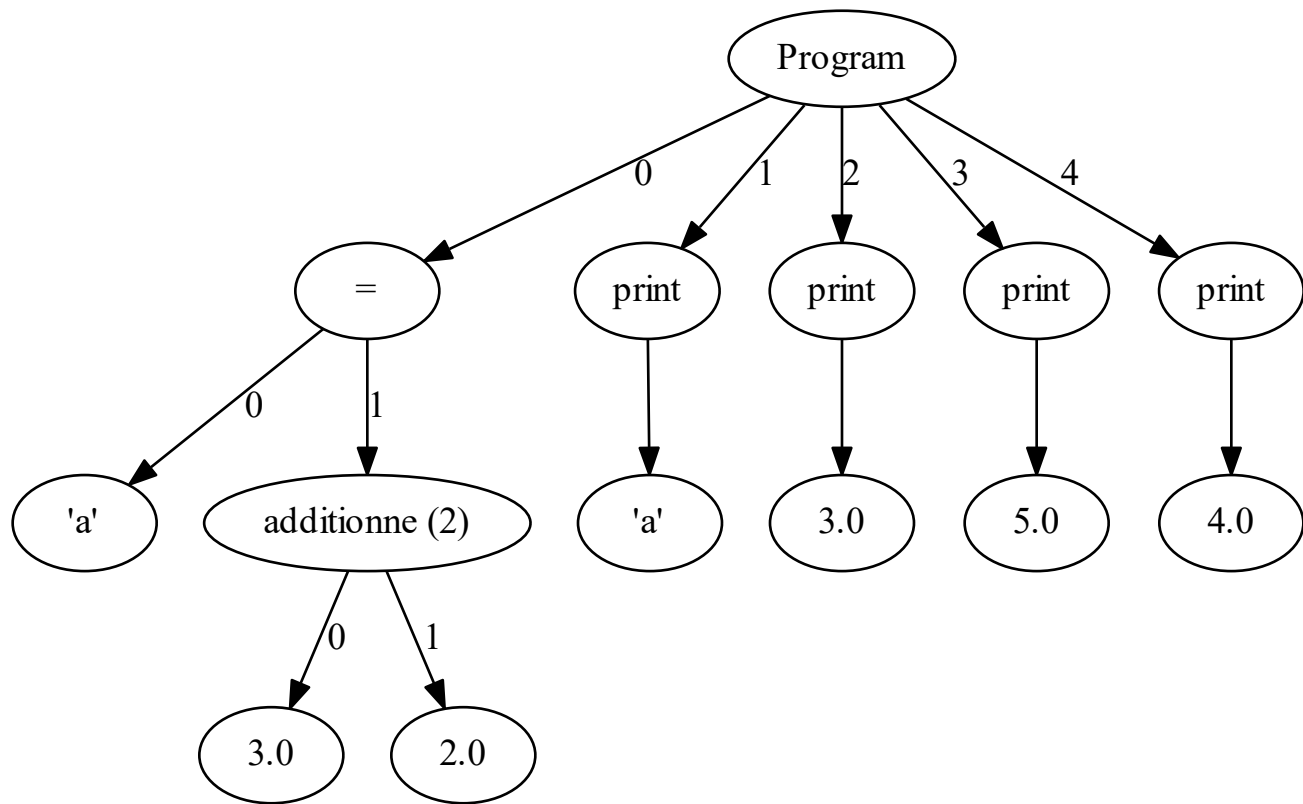 Program
0 1 2 3 4
= print print print print
0 1
'a' additionne (2) 'a' 3.0 5.0 4.0
0 1
3.0 2.0